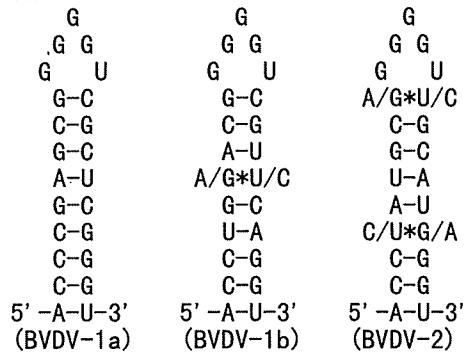 G G G
G G G G G G
G U G U G U
G-C G-C A/G*U/C
C-G C-G C-G
G-C A-U G-C
A-U A/G*U/C U-A
G-C G-C A-U
C-G U-A C/U*G/A
C-G C-G C-G
C-G C-G C-G
5' -A-U-3' 5' -A-U-3' 5' -A-U-3'
(BVDV-1a) (BVDV-1b) (BVDV-2)